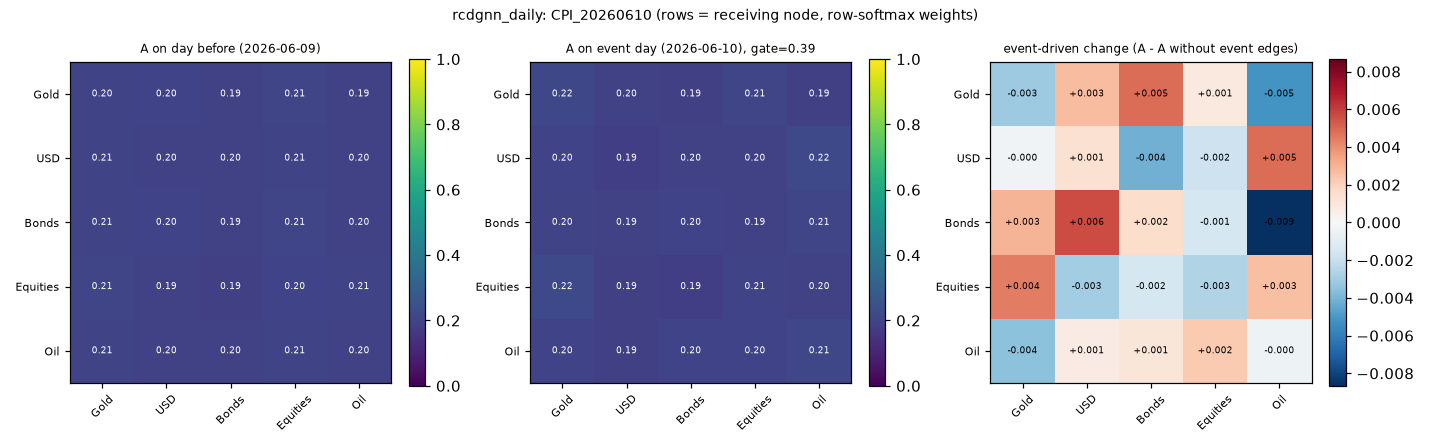 rcdgnn_daily: CPI_20260610 (rows = receiving node, row-softmax weights)
A on day before (2026-06-09)
Gold 0.20 0.20 0.19 0.21 0.19
USD 0.21 0.20 0.20 0.21 0.20
Bonds 0.21 0.20 0.19 0.21 0.20
Equities 0.21 0.19 0.19 0.20 0.21
Oil 0.21 0.20 0.20 0.21 0.20
Gold USD Bonds Equities Oil
1.0
0.8
0.6
0.4
0.2
0.0
A on event day (2026-06-10), gate=0.39
Gold 0.22 0.20 0.19 0.21 0.19
USD 0.20 0.19 0.20 0.20 0.22
Bonds 0.20 0.19 0.20 0.19 0.21
Equities 0.22 0.19 0.19 0.21 0.20
Oil 0.20 0.19 0.20 0.20 0.21
Gold USD Bonds Equities Oil
1.0
0.8
0.6
0.4
0.2
0.0
event-driven change (A - A without event edges)
Gold -0.003 +0.003 +0.005 +0.001 -0.005
USD -0.000 +0.001 -0.004 -0.002 +0.005
Bonds +0.003 +0.006 +0.002 -0.001 -0.009
Equities +0.004 -0.003 -0.002 -0.003 +0.003
Oil -0.004 +0.001 +0.001 +0.002 -0.000
Gold USD Bonds Equities Oil
0.008
0.006
0.004
0.002
0.000
−0.002
−0.004
−0.006
−0.008